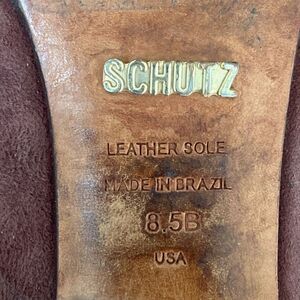 SCHUTZ
LEATHER SOLE
MADE IN BRAZIL
8.5B
USA